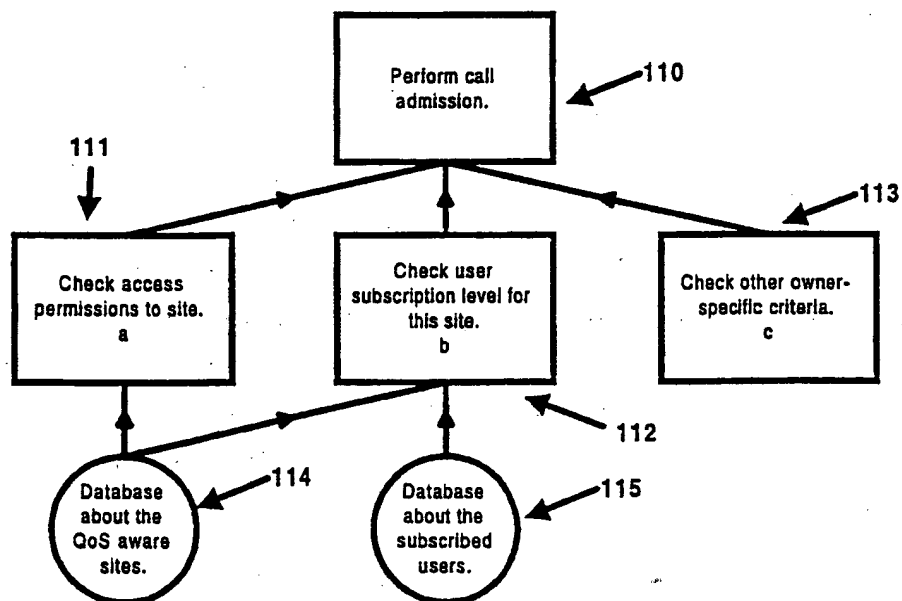 Perform call
admission.
110
111
113
Check access
permissions to site.
a
Check user
subscription level for
this site.
b
Check other owner-
specific criteria.
c
112
114
115
Database
about the
QoS aware
sites.
Database
about the
subscribed
users.